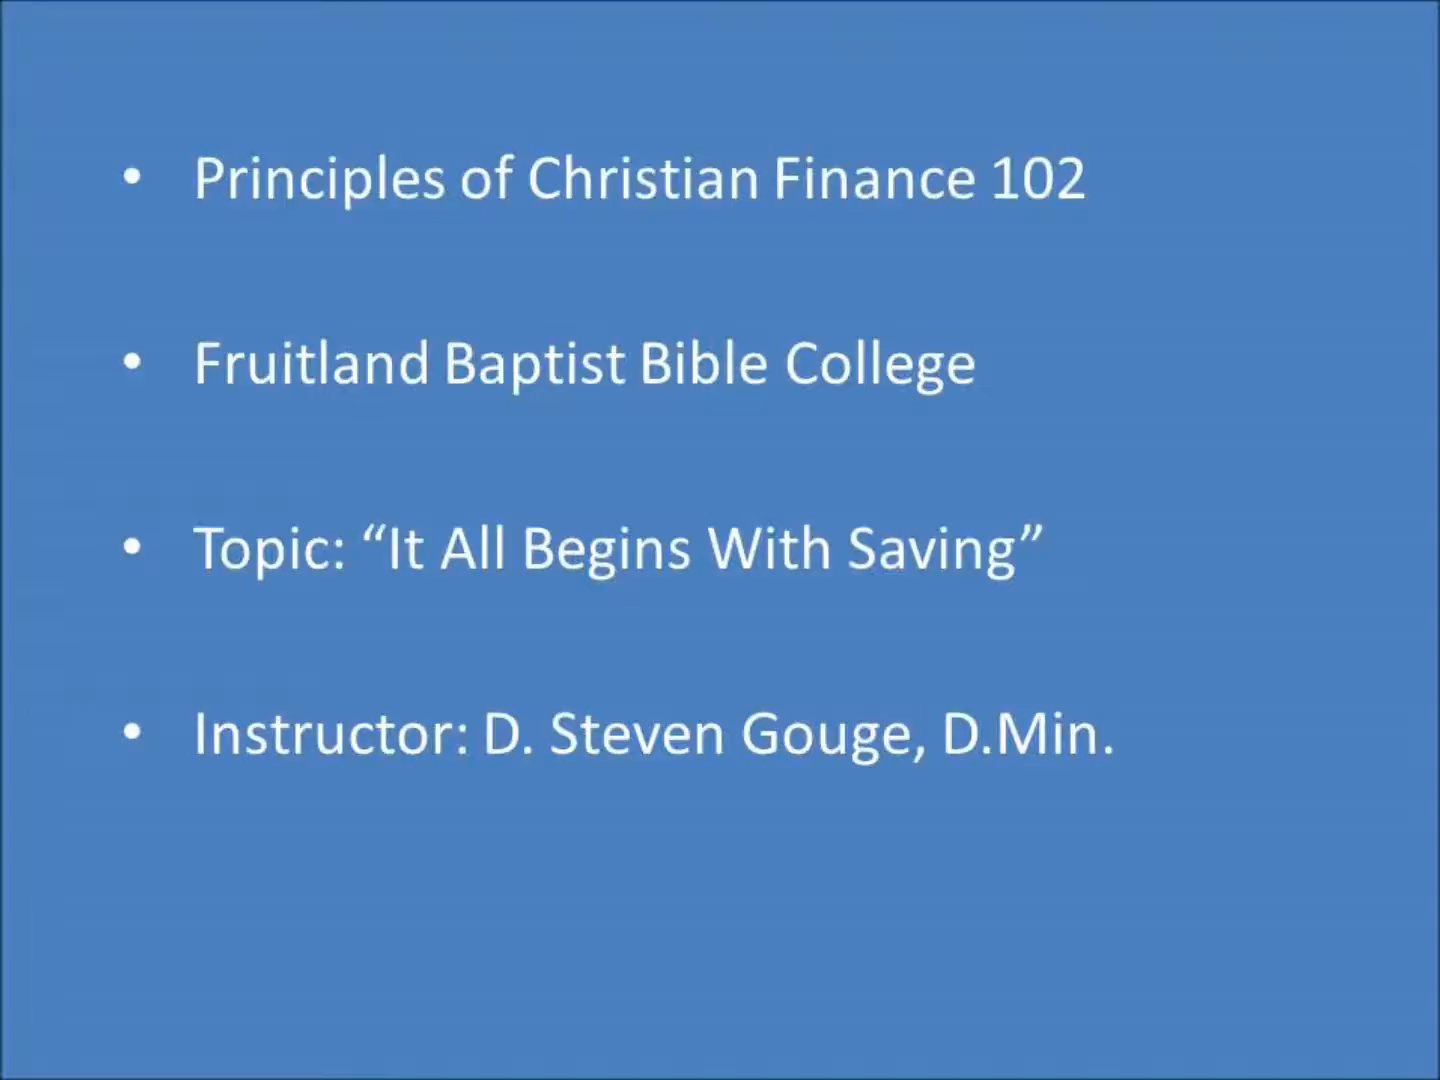 • Principles of Christian Finance 102
• Fruitland Baptist Bible College
• Topic: “It All Begins With Saving”
• Instructor: D. Steven Gouge, D.Min.